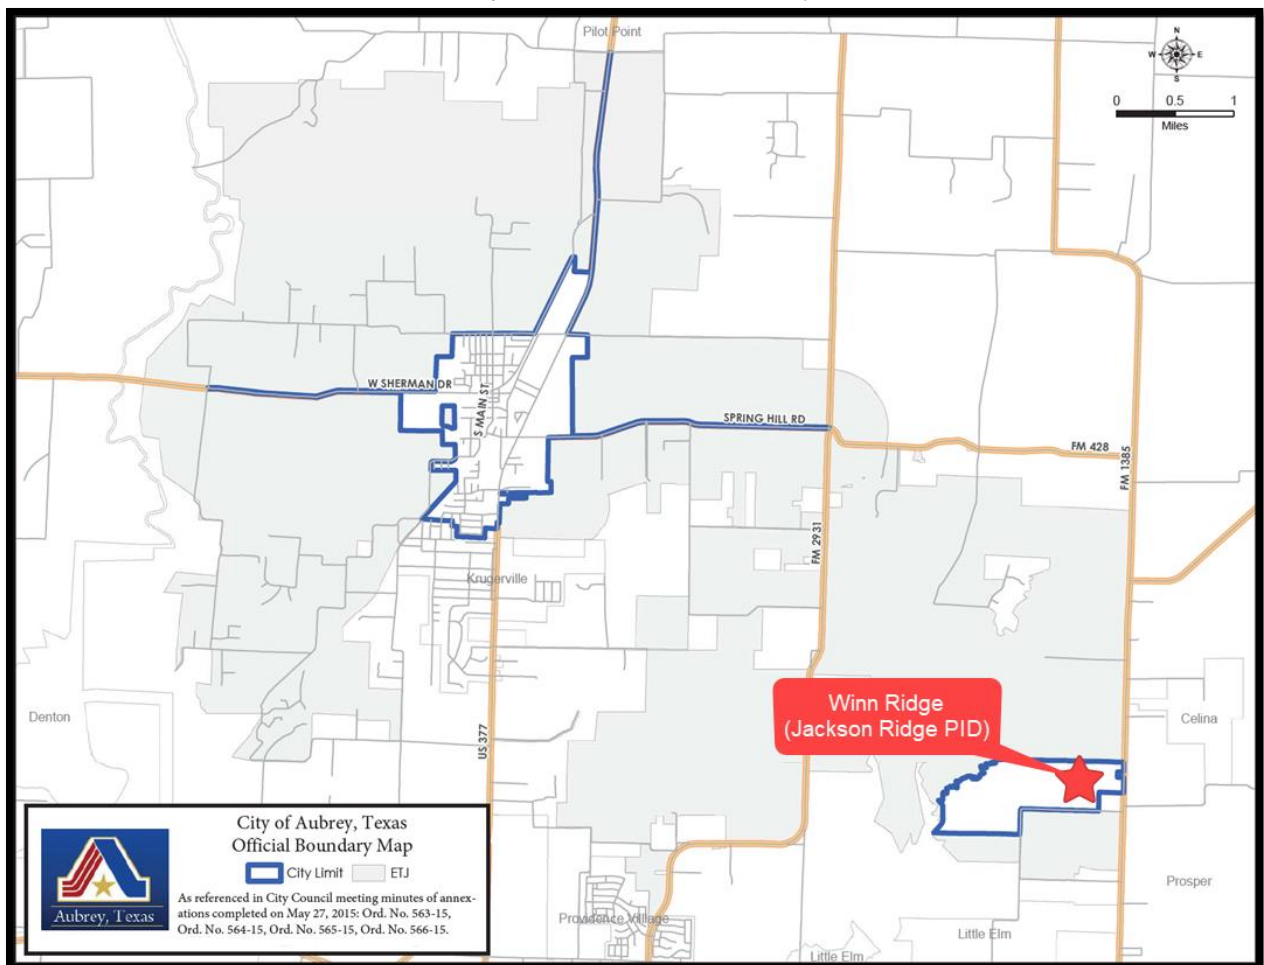 Pilot Point
N
W E
S
0 0.5 1
Miles
W SHERMAN DR
S MAIN ST
SPRING HILL RD
FM 428
FM 1385
FM 2931
Krugerville
Winn Ridge
(Jackson Ridge PID)
Denton
US 377
Celina
City of Aubrey, Texas
Official Boundary Map
City Limit ETJ
As referenced in City Council meeting minutes of annex-
ations completed on May 27, 2015: Ord. No. 563-15,
Ord. No. 564-15, Ord. No. 565-15, Ord. No. 566-15.
Aubrey, Texas
Prosper
Providence Village
Little Elm
Little Elm